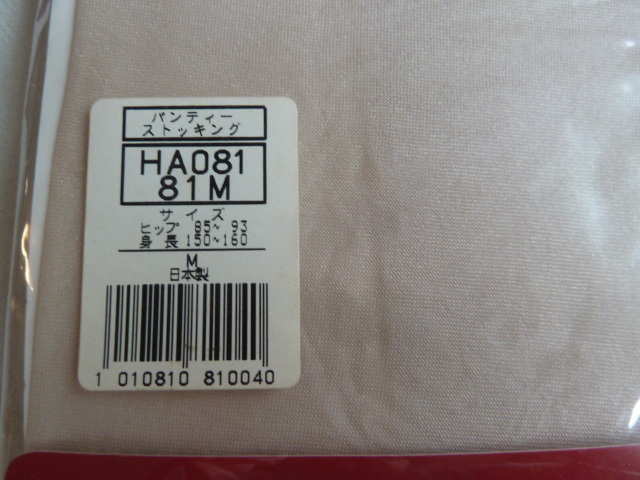 パンティー
ストッキング
HA081
81M
サイズ
ヒップ 85~ 93
身長 150~160
M
日本製
1 010810 810040